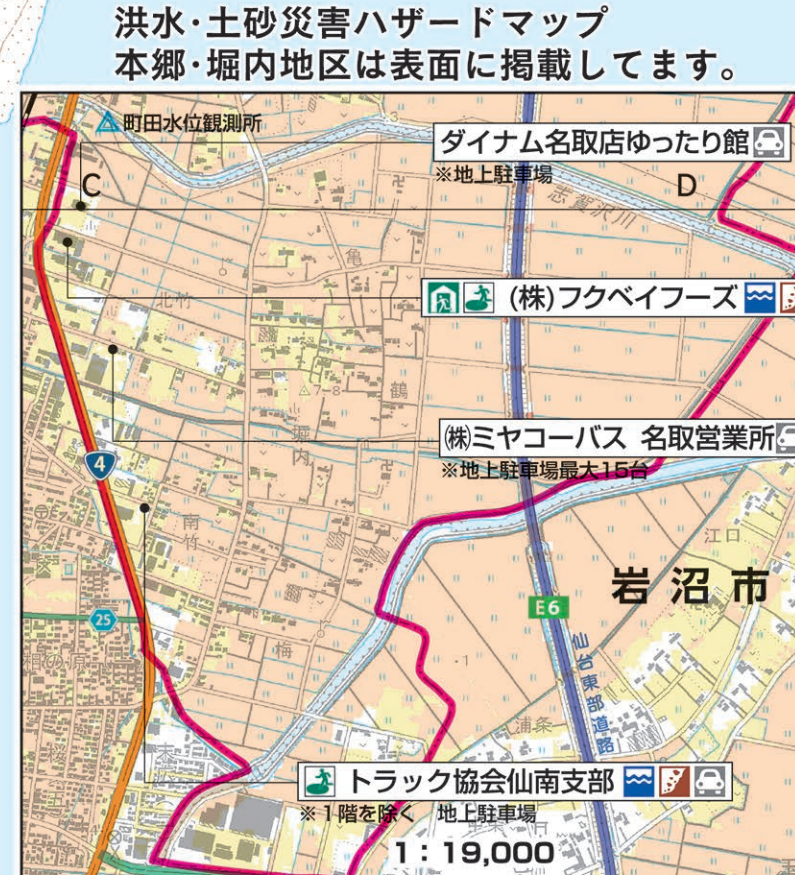 洪水・土砂災害ハザードマップ
本郷・堀内地区は表面に掲載してます。
町田水位観測所
ダイナム名取店ゆったり館
※地上駐車場
C
D
志賀沢川
亀
(株)フクベイフーズ
北竹
鶴
堀内
㈱ミヤコーバス 名取営業所
※地上駐車場最大15台
4
南竹
江口
岩沼市
E6
25
仙台東部道路
梅
相の原
浦条
トラック協会仙南支部
※1階を除く 地上駐車場
1:19,000